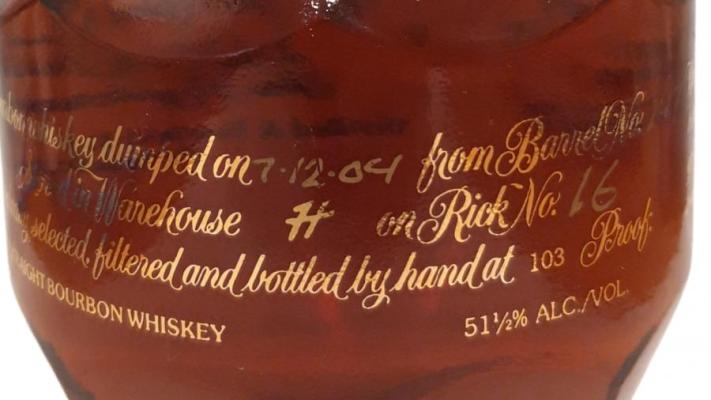 whiskey dumped on 7-12-04 from Barrel No.
in Warehouse H on Rick No. 16
selected, filtered and bottled by hand at 103 Proof.
STRAIGHT BOURBON WHISKEY 51½% ALC./VOL.